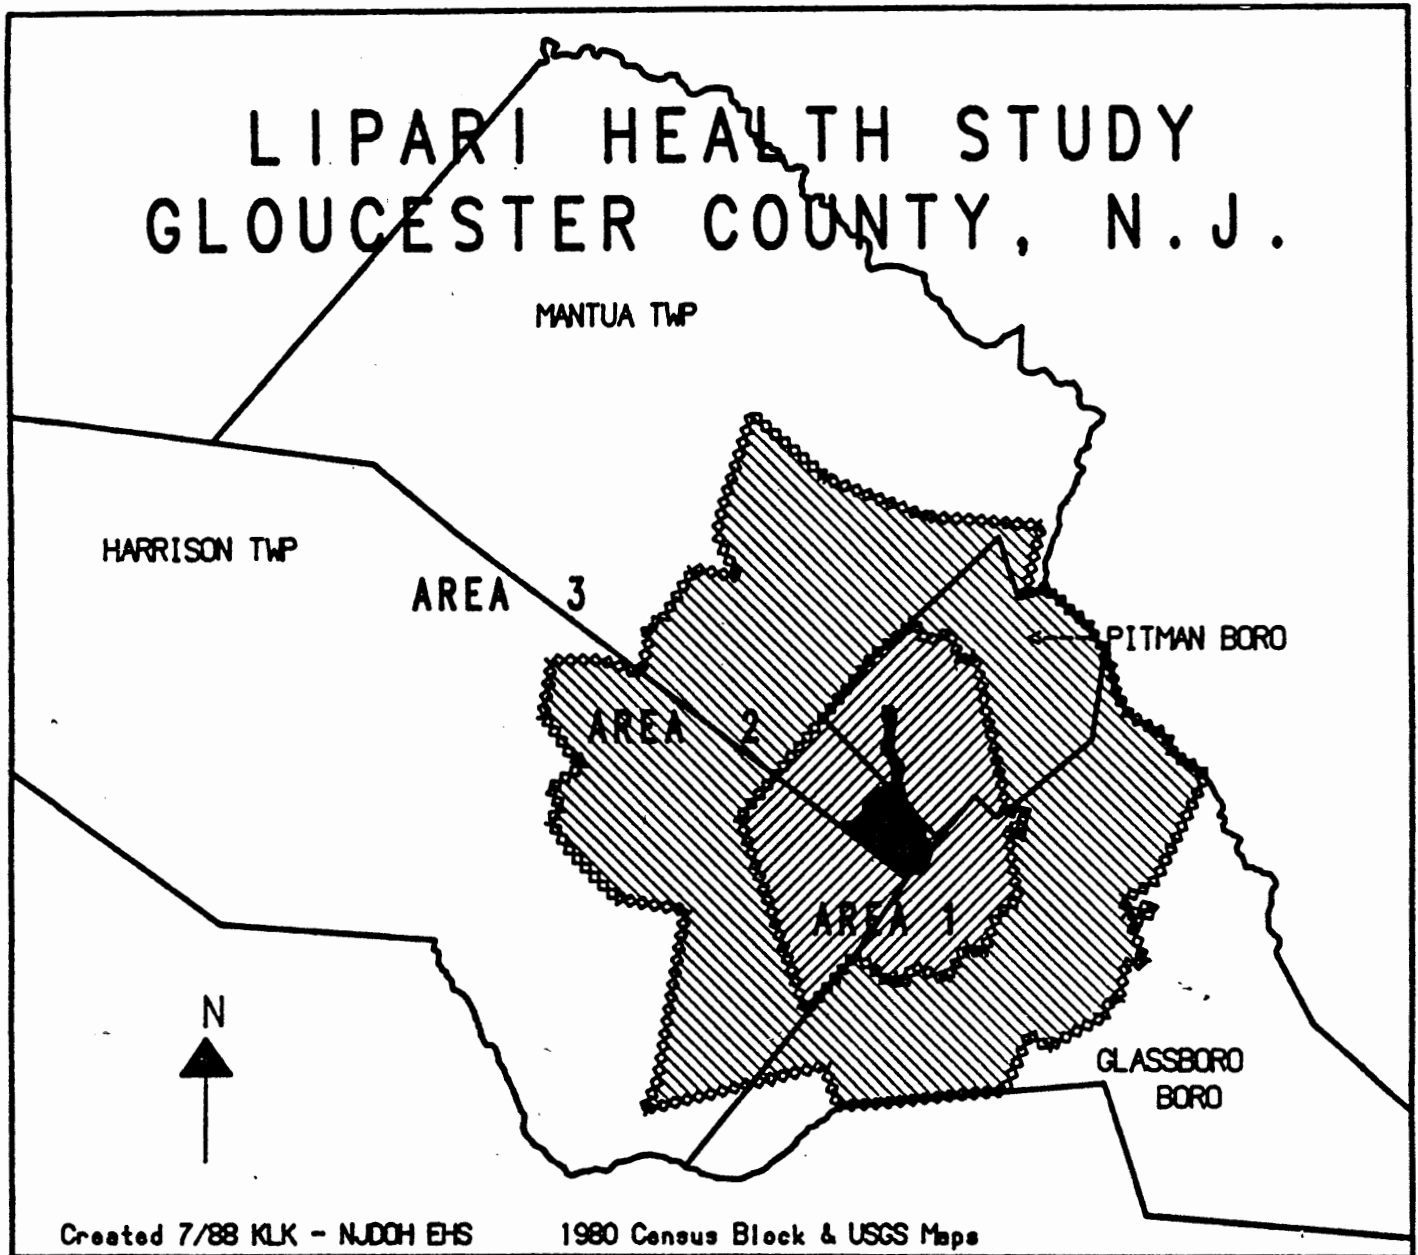 LIPARI HEALTH STUDY
GLOUCESTER COUNTY, N.J.
MANTUA TWP
HARRISON TWP
AREA 3
PITMAN BORO
AREA 2
AREA 1
N
GLASSBORO
BORO
Created 7/88 KLK - NJDOH EHS 1980 Census Block & USGS Maps